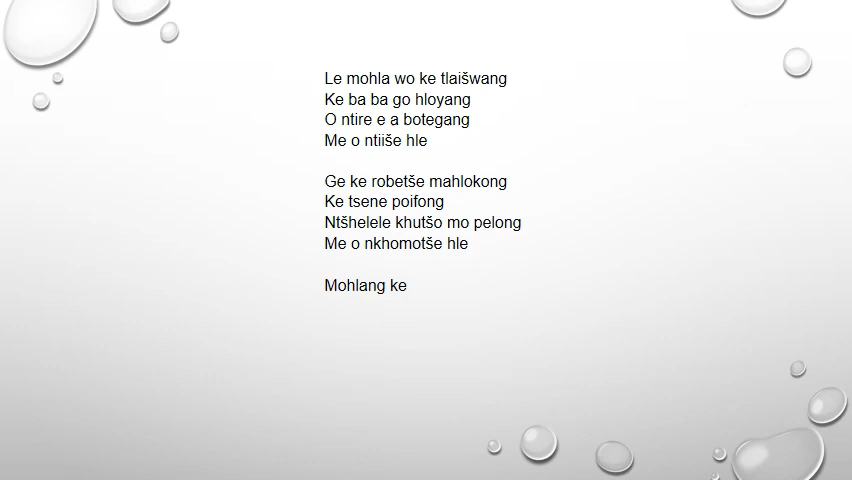 Le mohla wo ke tlaišwang
Ke ba ba go hloyang
O ntire e a botegang
Me o ntiiše hle
Ge ke robetše mahlokong
Ke tsene poifong
Ntšhelele khutšo mo pelong
Me o nkhomotše hle
Mohlang ke